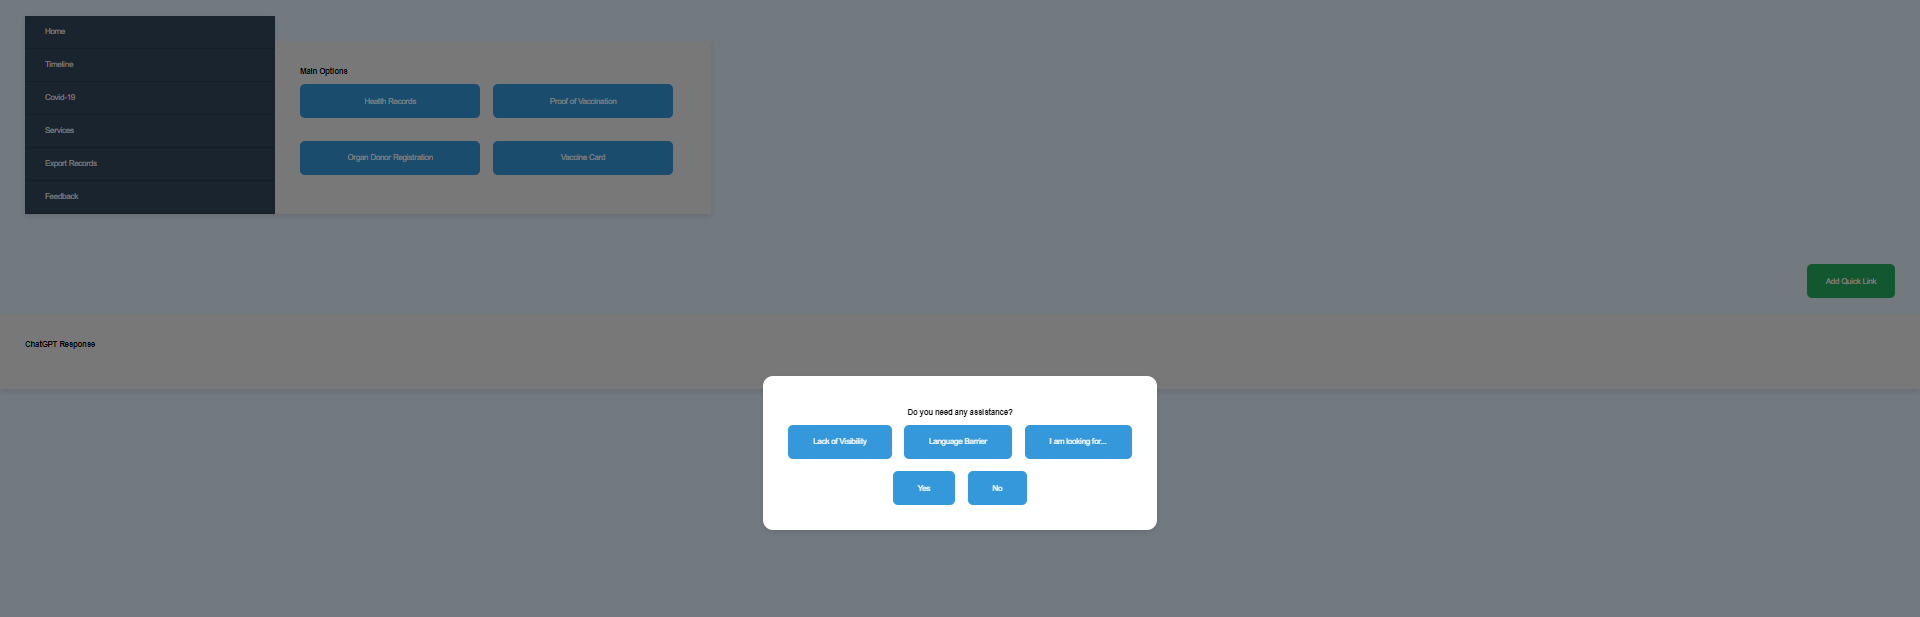 Home
Timeline
Covid-19
Services
Export Records
Feedback
Main Options
Health Records
Proof of Vaccination
Organ Donor Registration
Vaccine Card
Add Quick Link
ChatGPT Response
Do you need any assistance?
Lack of Visibility
Language Barrier
I am looking for...
Yes
No